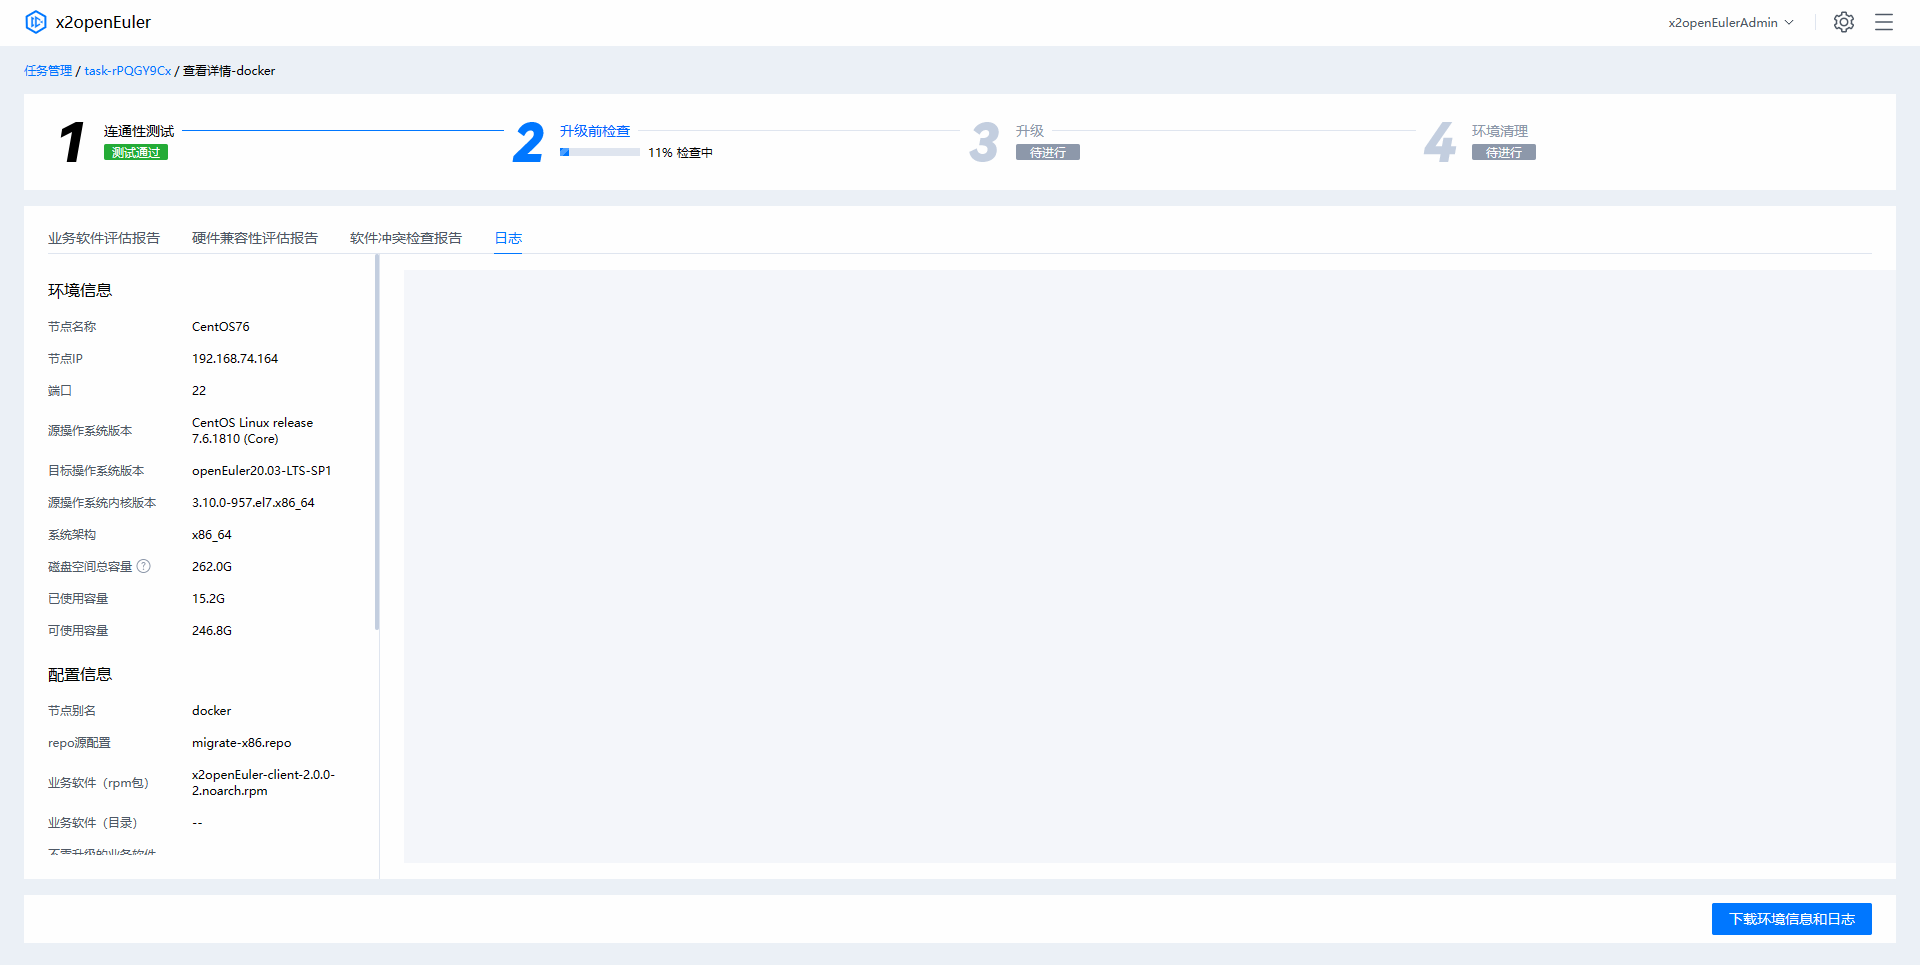 x2openEuler
x2openEulerAdmin
任务管理 / task-rPQGY9Cx / 查看详情-docker
1 连通性测试
测试通过
2 升级前检查
11% 检查中
3 升级
待进行
4 环境清理
待进行
业务软件评估报告 硬件兼容性评估报告 软件冲突检查报告 日志
环境信息
节点名称 CentOS76
节点IP 192.168.74.164
端口 22
源操作系统版本 CentOS Linux release
7.6.1810 (Core)
目标操作系统版本 openEuler20.03-LTS-SP1
源操作系统内核版本 3.10.0-957.el7.x86_64
系统架构 x86_64
磁盘空间总容量 ? 262.0G
已使用容量 15.2G
可使用容量 246.8G
配置信息
节点别名 docker
repo源配置 migrate-x86.repo
业务软件（rpm包） x2openEuler-client-2.0.0-
2.noarch.rpm
业务软件（目录） --
不需升级的业务软件
下载环境信息和日志